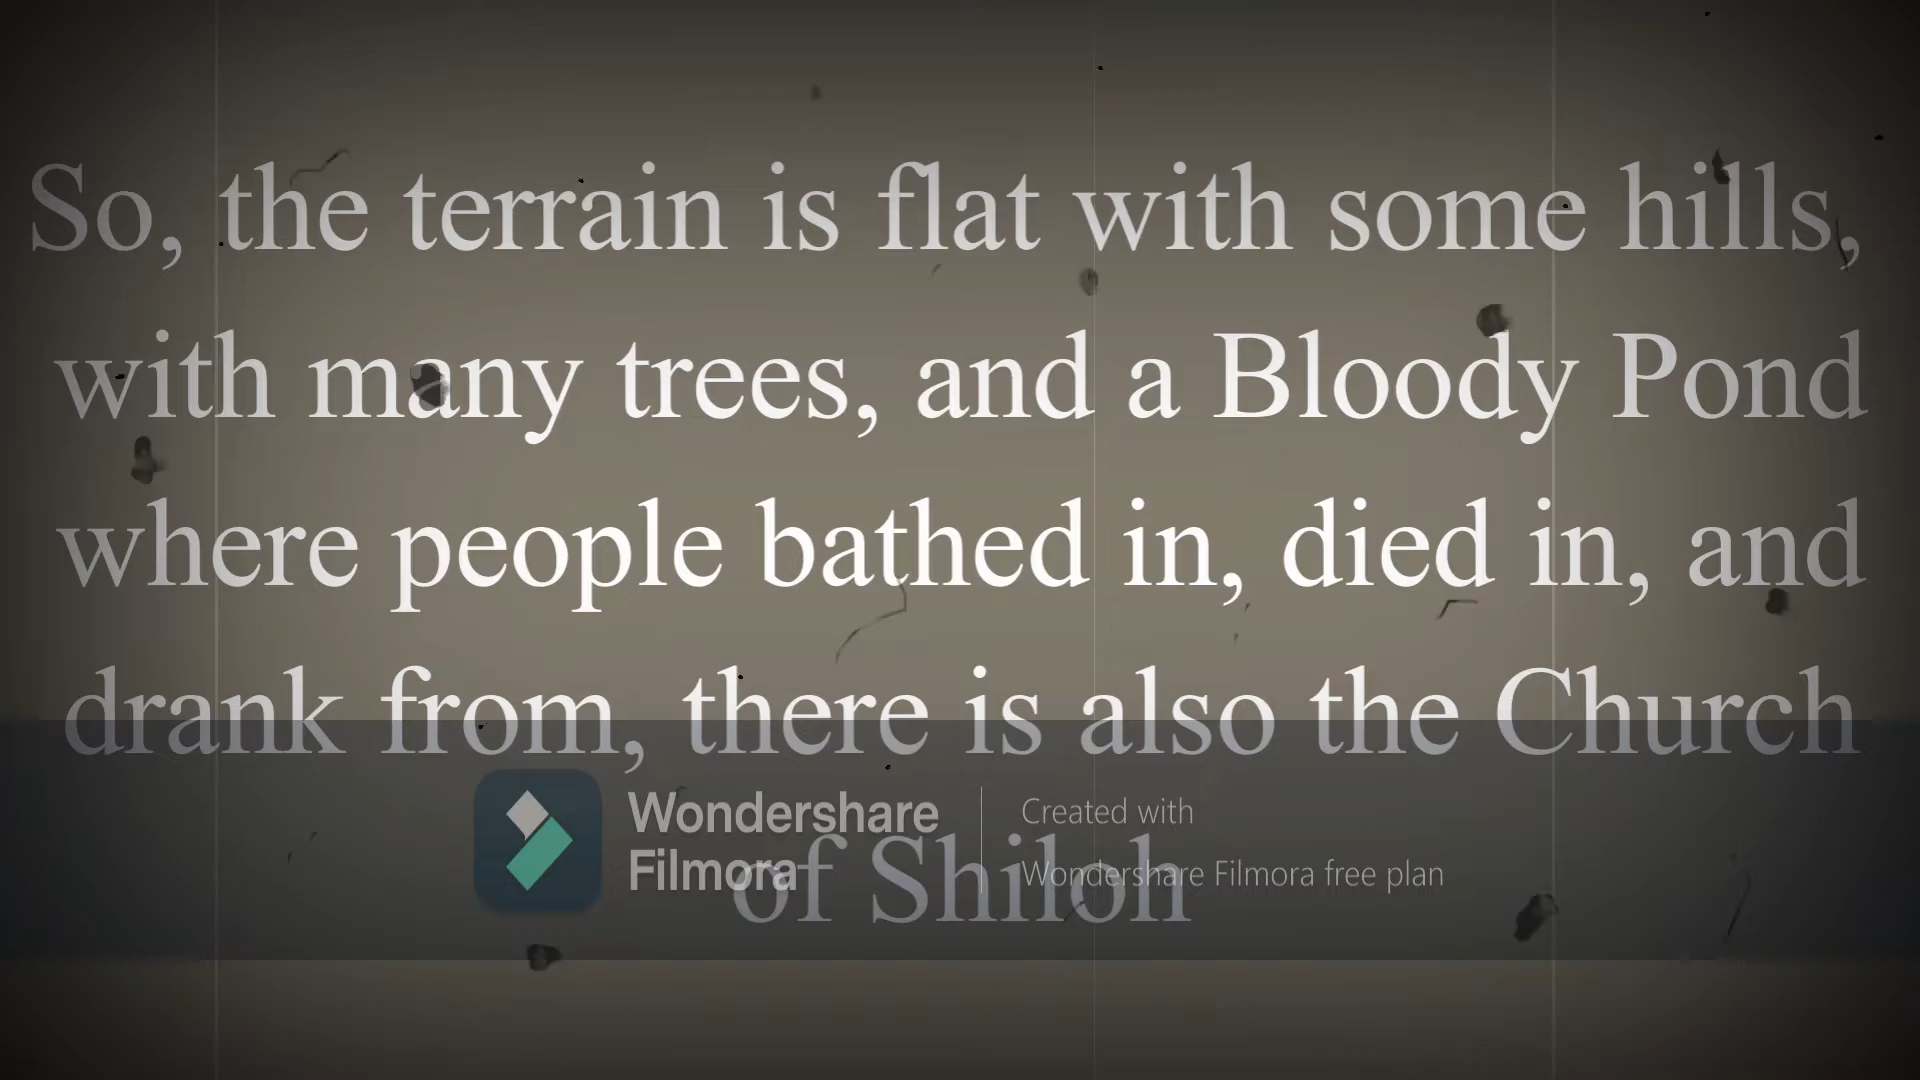 So, the terrain is flat with some hills,
with many trees, and a Bloody Pond
where people bathed in, died in, and
drank from, there is also the Church
of Shiloh
Wondershare
Filmora
Created with
Wondershare Filmora free plan